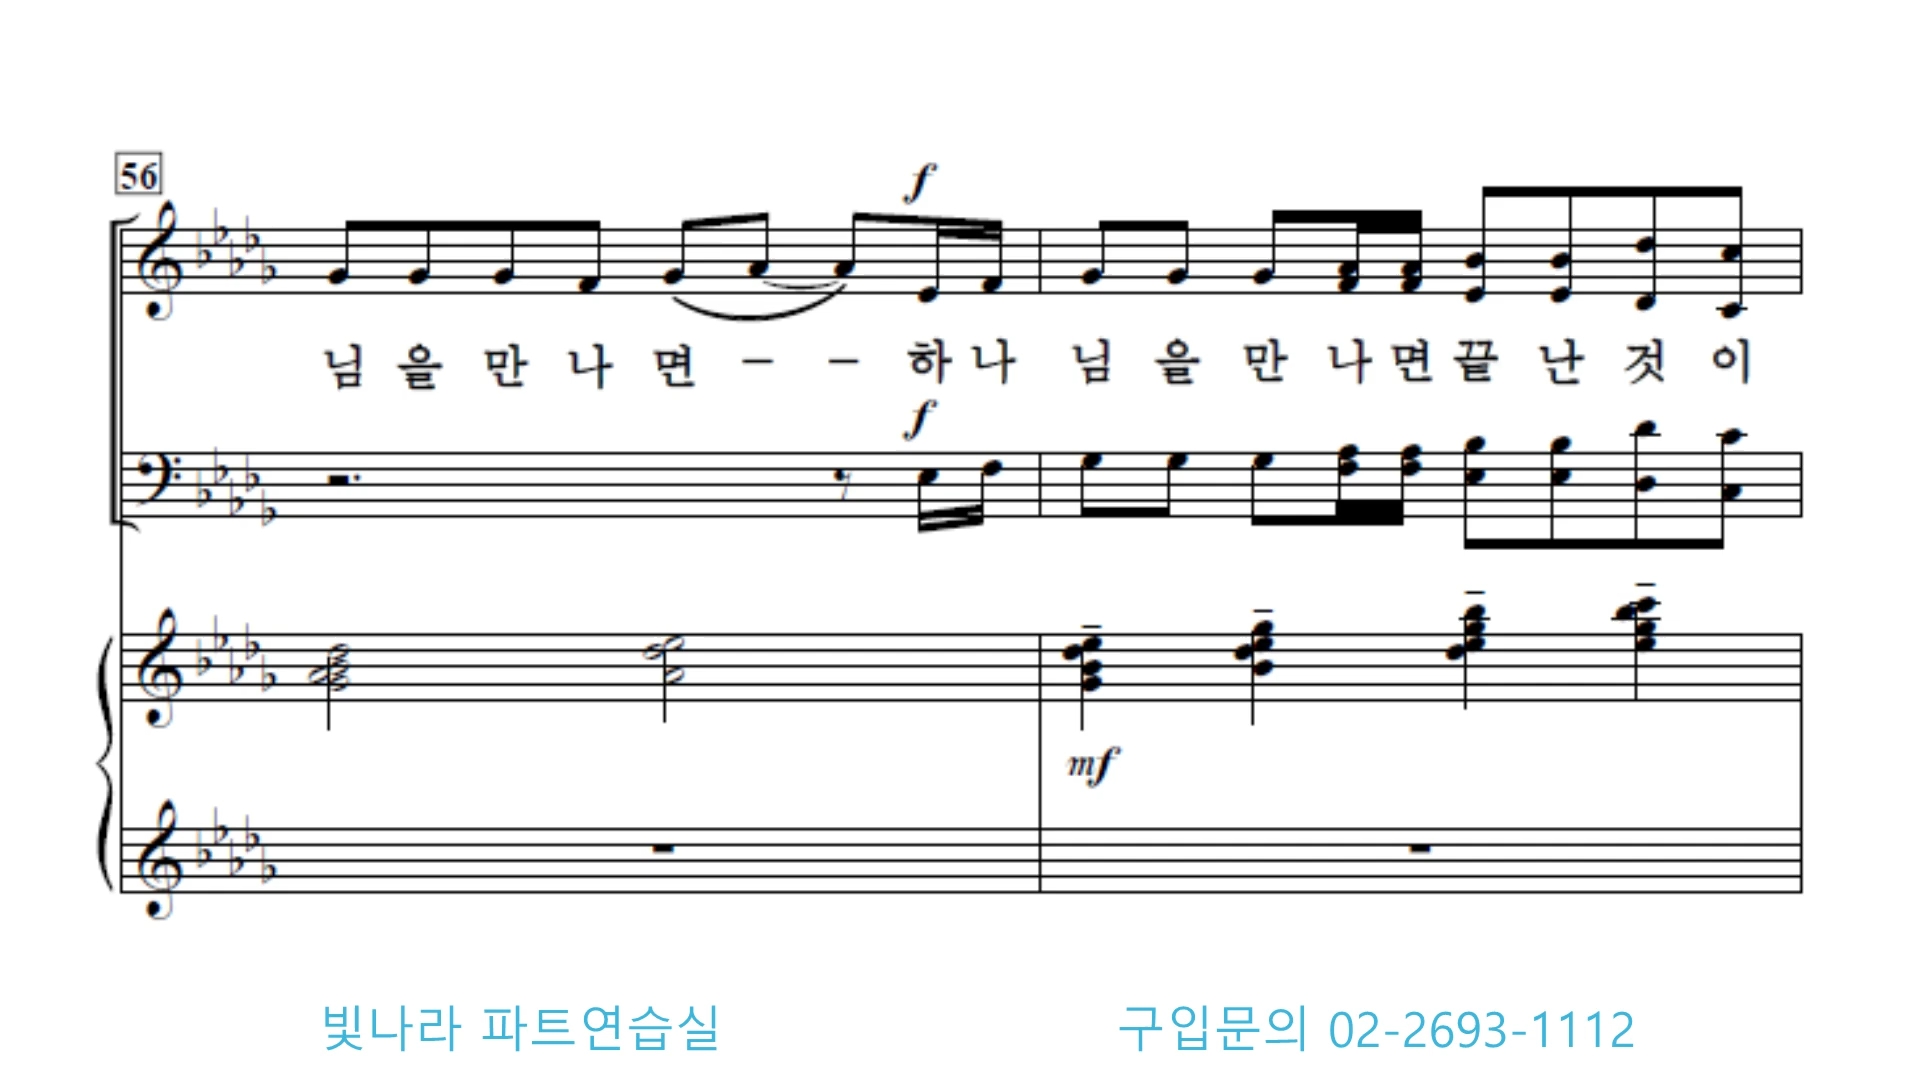 56
f
님 을 만 나 면 – – 하 나 님 을 만 나 면 끝 난 것 이
f
mf
빛나라 파트연습실 구입문의 02-2693-1112